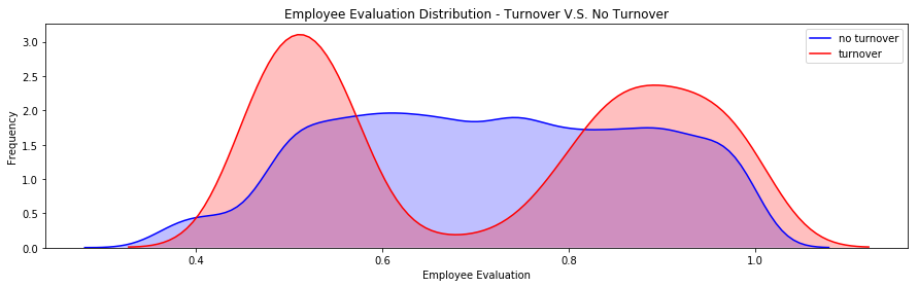 Employee Evaluation Distribution - Turnover V.S. No Turnover
no turnover
turnover
3.0
2.5
2.0
1.5
1.0
0.5
0.0
Frequency
0.4 0.6 0.8 1.0
Employee Evaluation